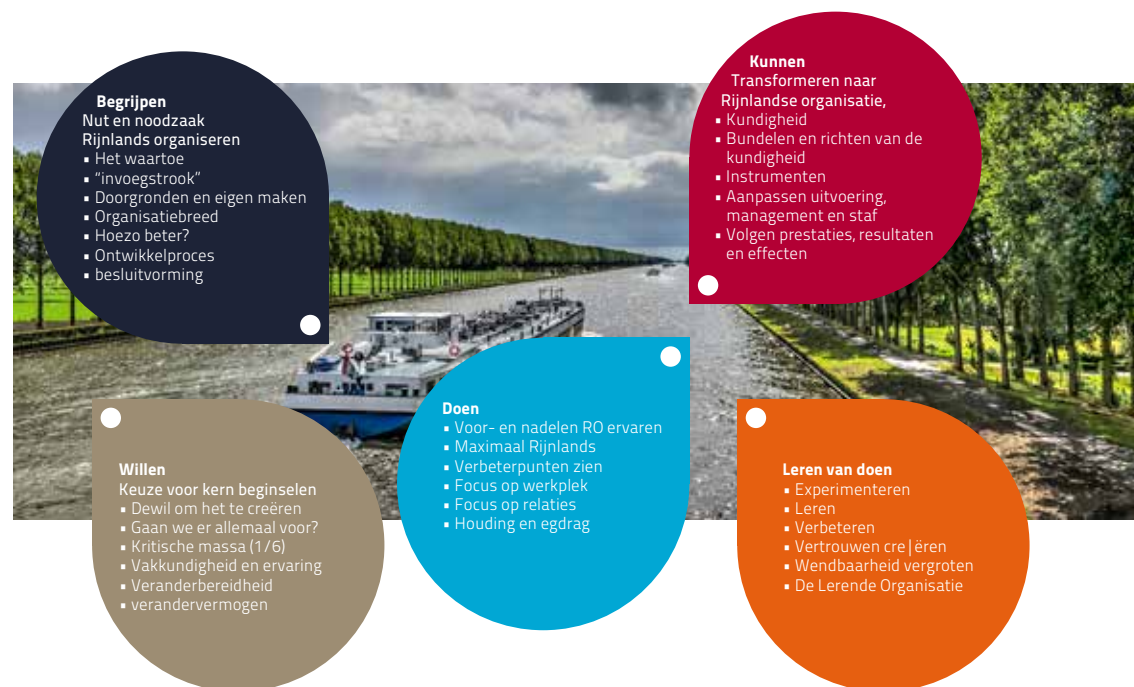 Begrijpen
Nut en noodzaak
Rijnlands organiseren
▪ Het waartoe
▪ “invoegstrook”
▪ Doorgronden en eigen maken
▪ Organisatiebreed
▪ Hoezo beter?
▪ Ontwikkelproces
▪ besluitvorming
Willen
Keuze voor kern beginselen
▪ Dewil om het te creëren
▪ Gaan we er allemaal voor?
▪ Kritische massa (1/6)
▪ Vakkundigheid en ervaring
▪ Veranderbereidheid
▪ verandervermogen
Doen
▪ Voor- en nadelen RO ervaren
▪ Maximaal Rijnlands
▪ Verbeterpunten zien
▪ Focus op werkplek
▪ Focus op relaties
▪ Houding en egdrag
Kunnen
Transformeren naar
Rijnlandse organisatie,
▪ Kundigheid
▪ Bundelen en richten van de
kundigheid
▪ Instrumenten
▪ Aanpassen uitvoering,
management en staf
▪ Volgen prestaties, resultaten
en effecten
Leren van doen
▪ Experimenteren
▪ Leren
▪ Verbeteren
▪ Vertrouwen cre|ëren
▪ Wendbaarheid vergroten
▪ De Lerende Organisatie